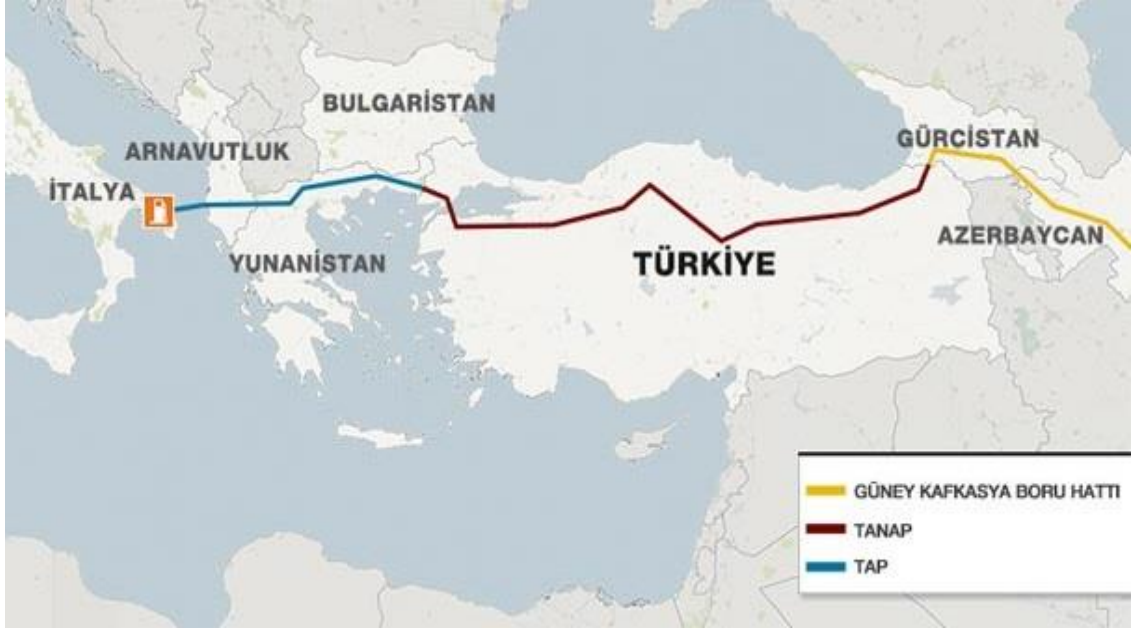 BULGARİSTAN
GÜRCİSTAN
ARNAVUTLUK
İTALYA
AZERBAYCAN
YUNANİSTAN
TÜRKİYE
GÜNEY KAFKASYA BORU HATTI
TANAP
TAP